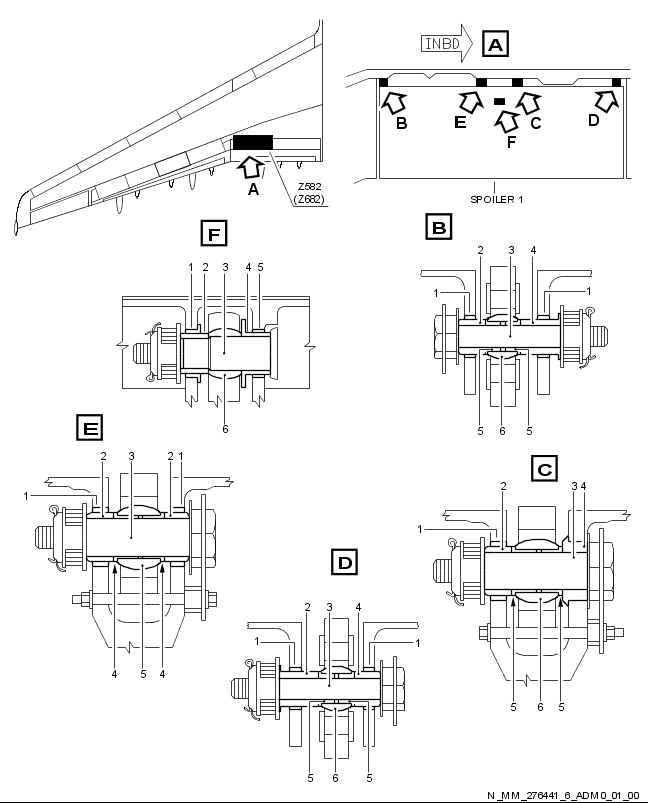 INBD A
B E F C D
A
Z582
(Z682)
SPOILER 1
F
1 2 3 4 5
6
B
2 3 4
1 1
5 6 5
E
2 3 2 1
1
4 5 4
C
2 3 4
1
5 6 5
D
2 3 4
1 1
5 6 5
N_MM_276441_6_ADM0_01_00